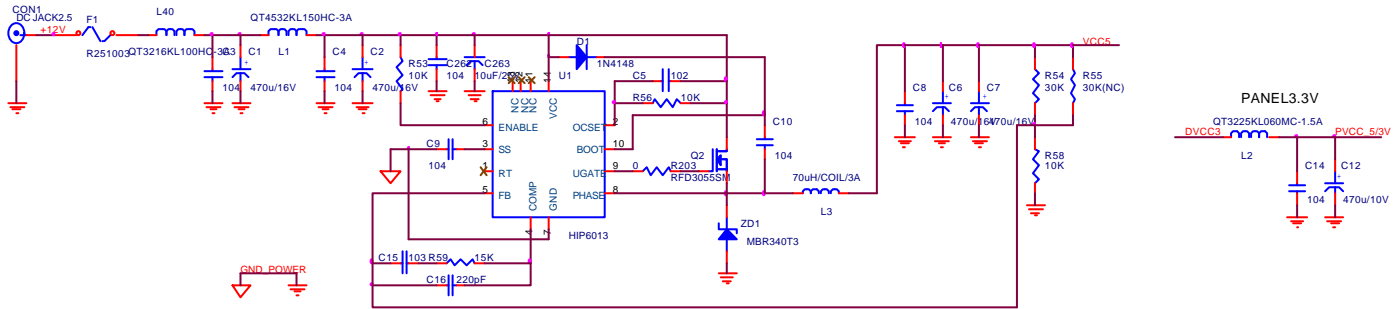 CON1
DC JACK2.5
+12V
F1
R251003
L40
QT3216KL100HC-3A
C3
104
C1
470u/16V
QT4532KL150HC-3A
L1
C4
104
C2
470u/16V
R53
10K
C262
104
C263
10uF/25V
D1
1N4148
U1
14
NC
NC
NC
VCC
6
ENABLE
3
SS
1
RT
5
FB
OCSET
2
BOOT
10
UGATE
9
PHASE
8
COMP
GND
4
7
HIP6013
C5
102
R56
10K
C9
104
0
R203
Q2
RFD3055SM
C10
104
70uH/COIL/3A
L3
ZD1
MBR340T3
C15
103
R59
15K
C16
220pF
GND_POWER
VCC5
C8
104
C6
470u/16V
C7
470u/16V
R54
30K
R55
30K(NC)
R58
10K
PANEL3.3V
QT3225KL060MC-1.5A
DVCC3
L2
PVCC_5/3V
C14
104
C12
470u/10V